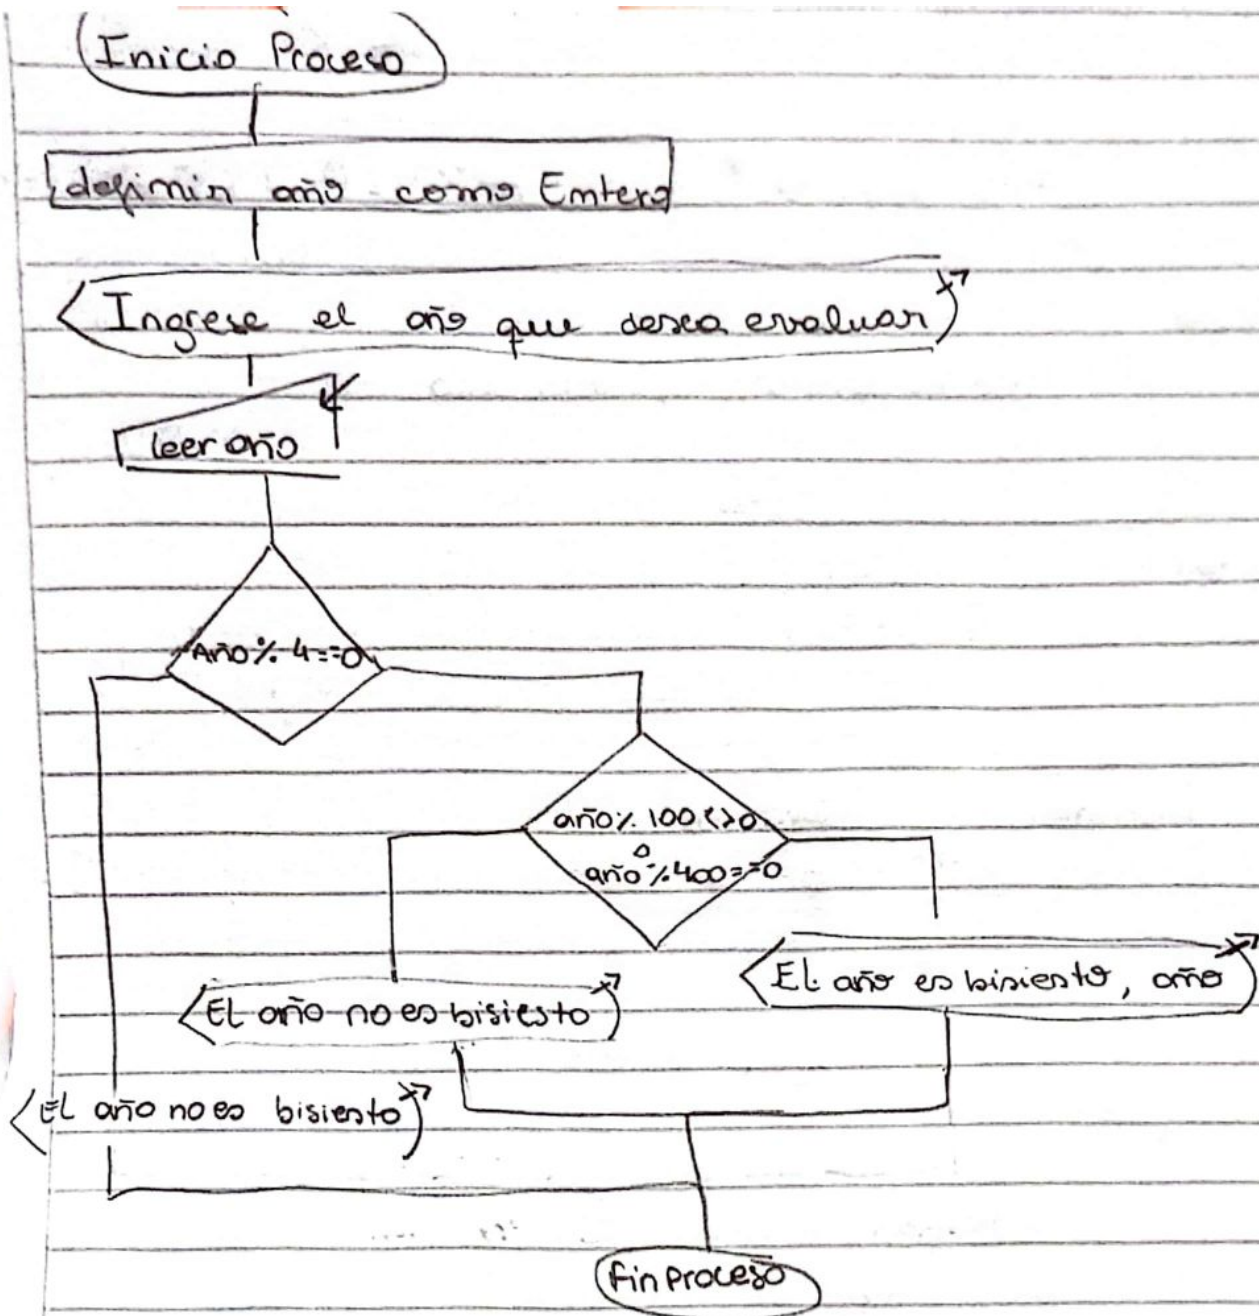 Inicio Proceso
definir año como Entero
Ingrese el año que desea evaluar
leer año
Año % 4==0
año % 100 <> 0
o
año % 400==0
El año es bisiesto, año
El año no es bisiesto
El año no es bisiesto
fin proceso